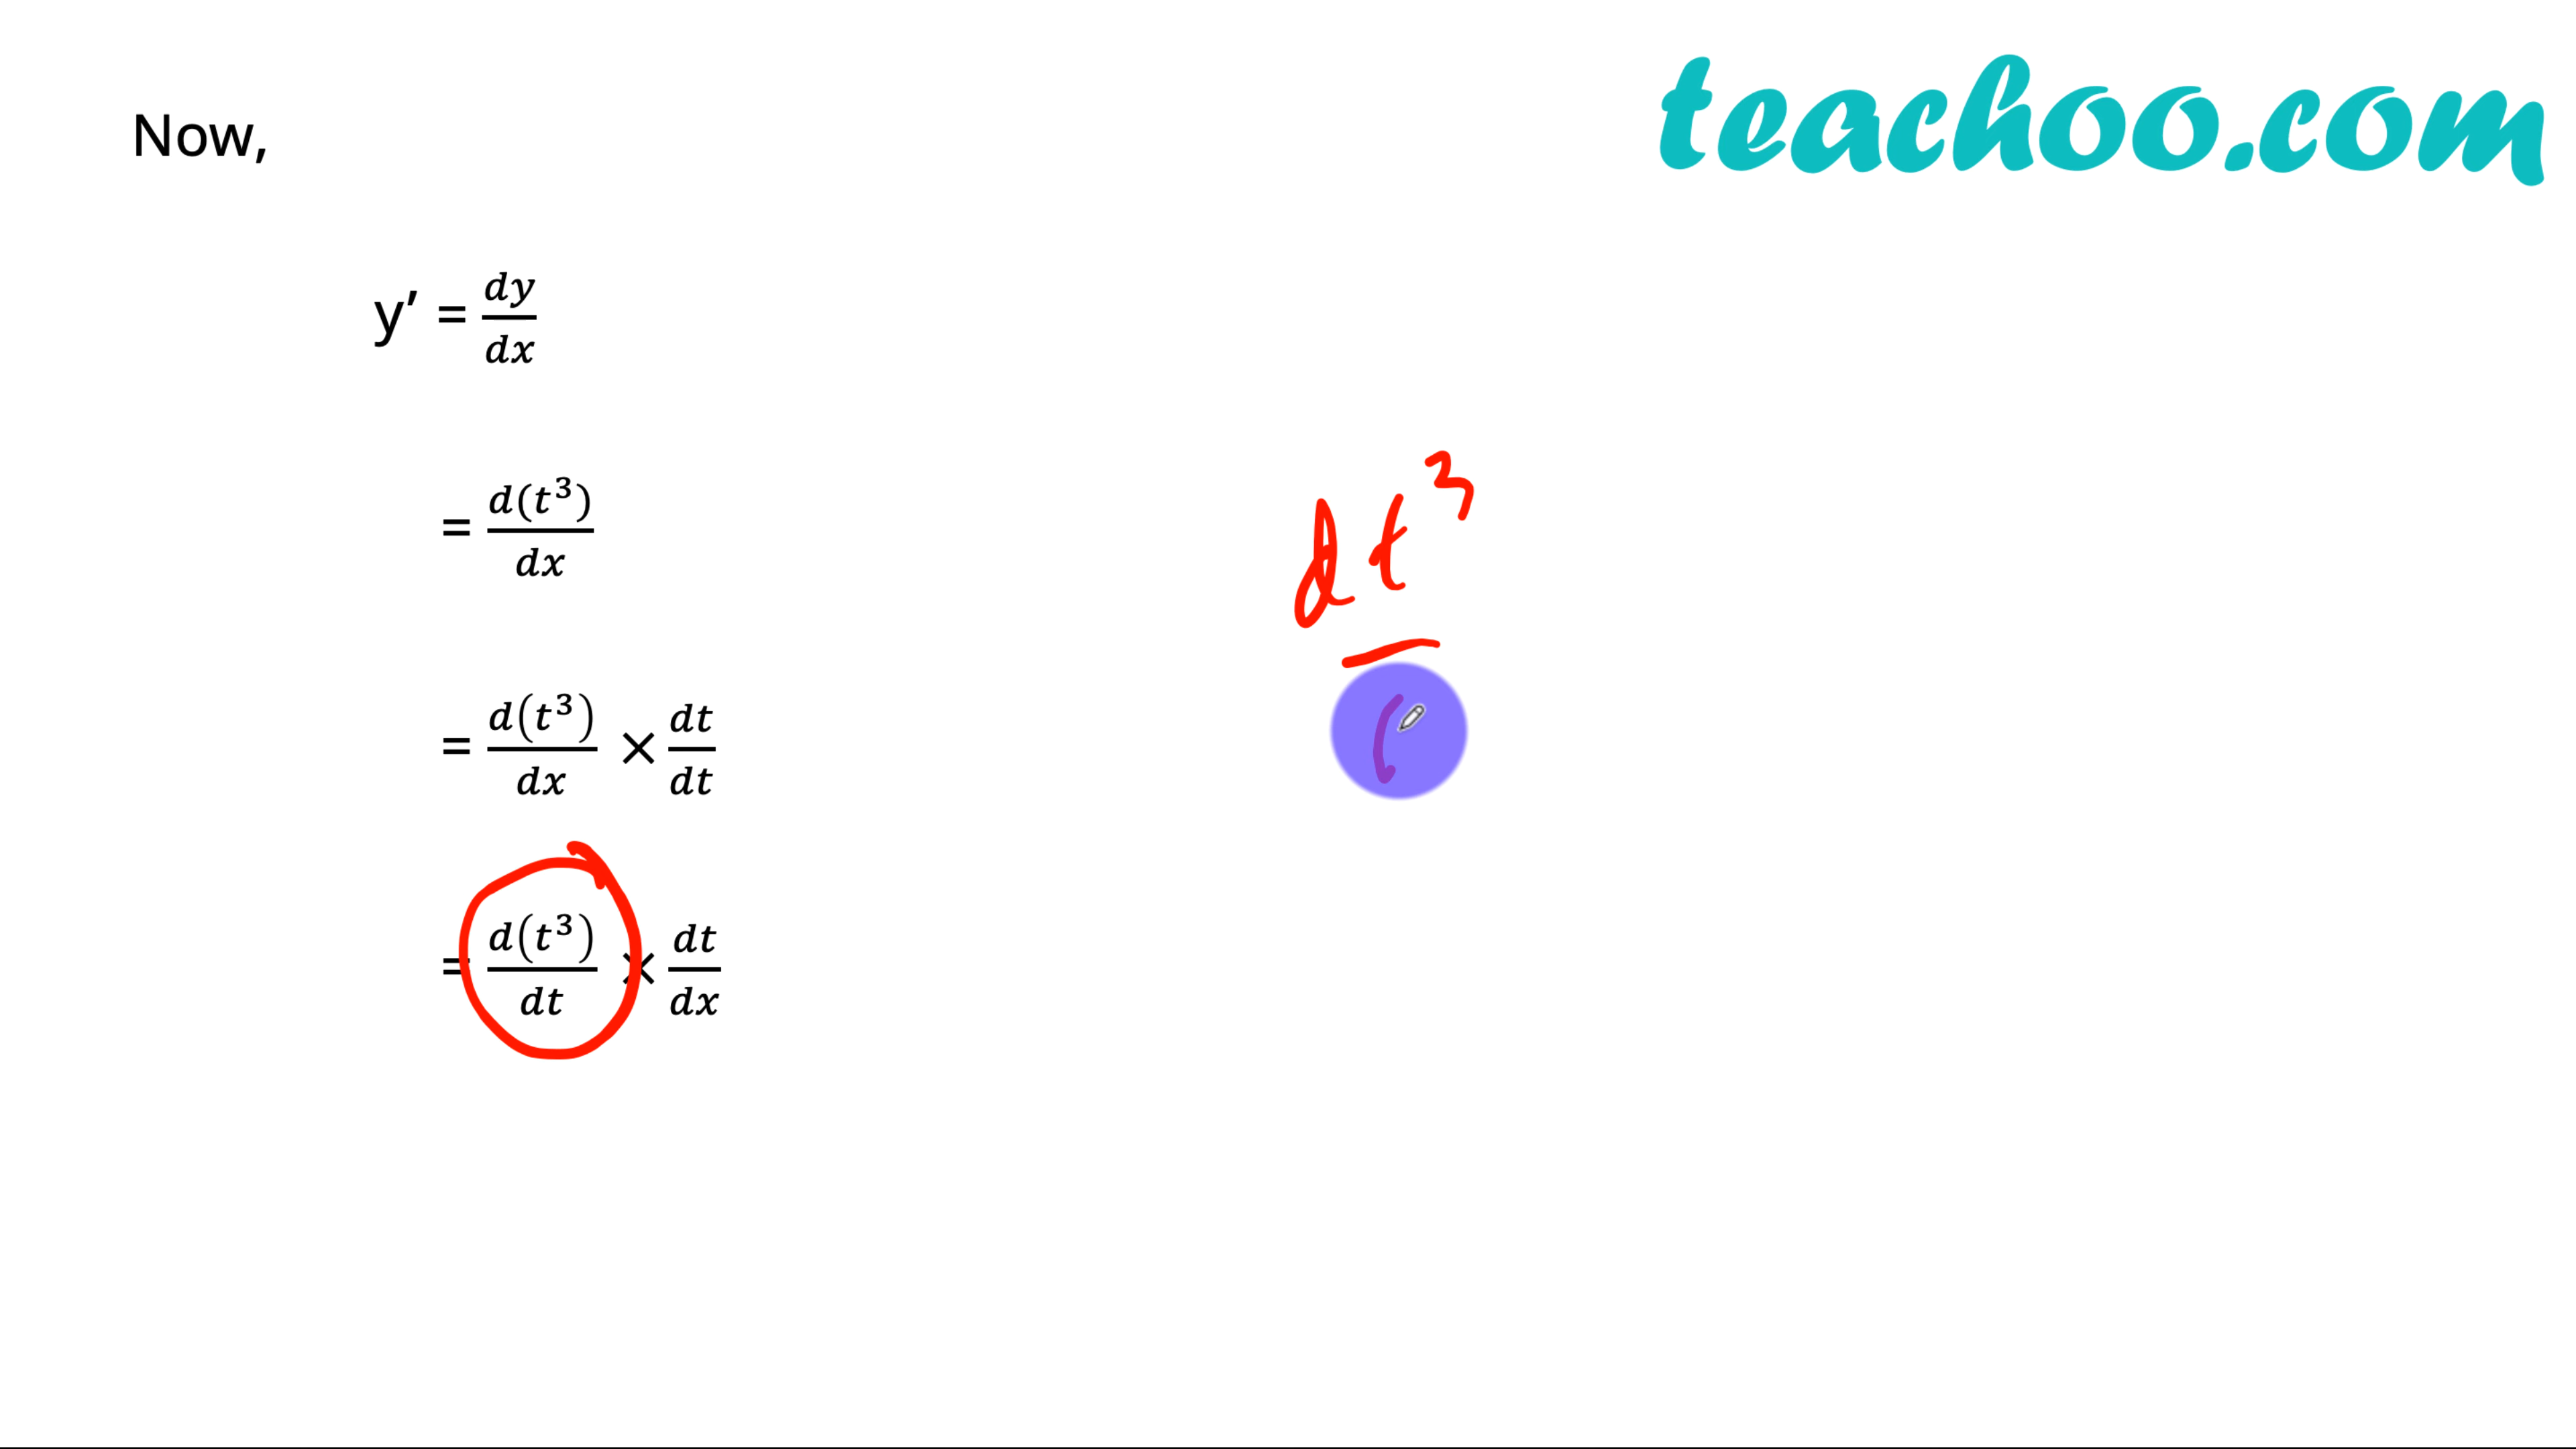 teachoo.com
Now,
y’ = dy/dx
= d(t³)/dx
= d(t³)/dx × dt/dt
= d(t³)/dt × dt/dx
dt³